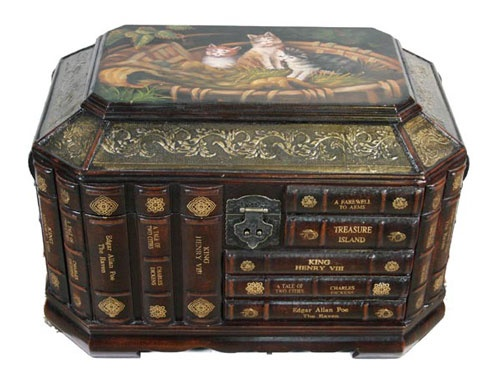 Edgar Allan Poe
The Raven
A TALE OF
TWO CITIES
CHARLES
DICKENS
KING
HENRY VIII
A FAREWELL
TO ARMS
TREASURE
ISLAND
KING
HENRY VIII
A TALE OF
TWO CITIES
CHARLES
DICKENS
Edgar Allan Poe
The Raven